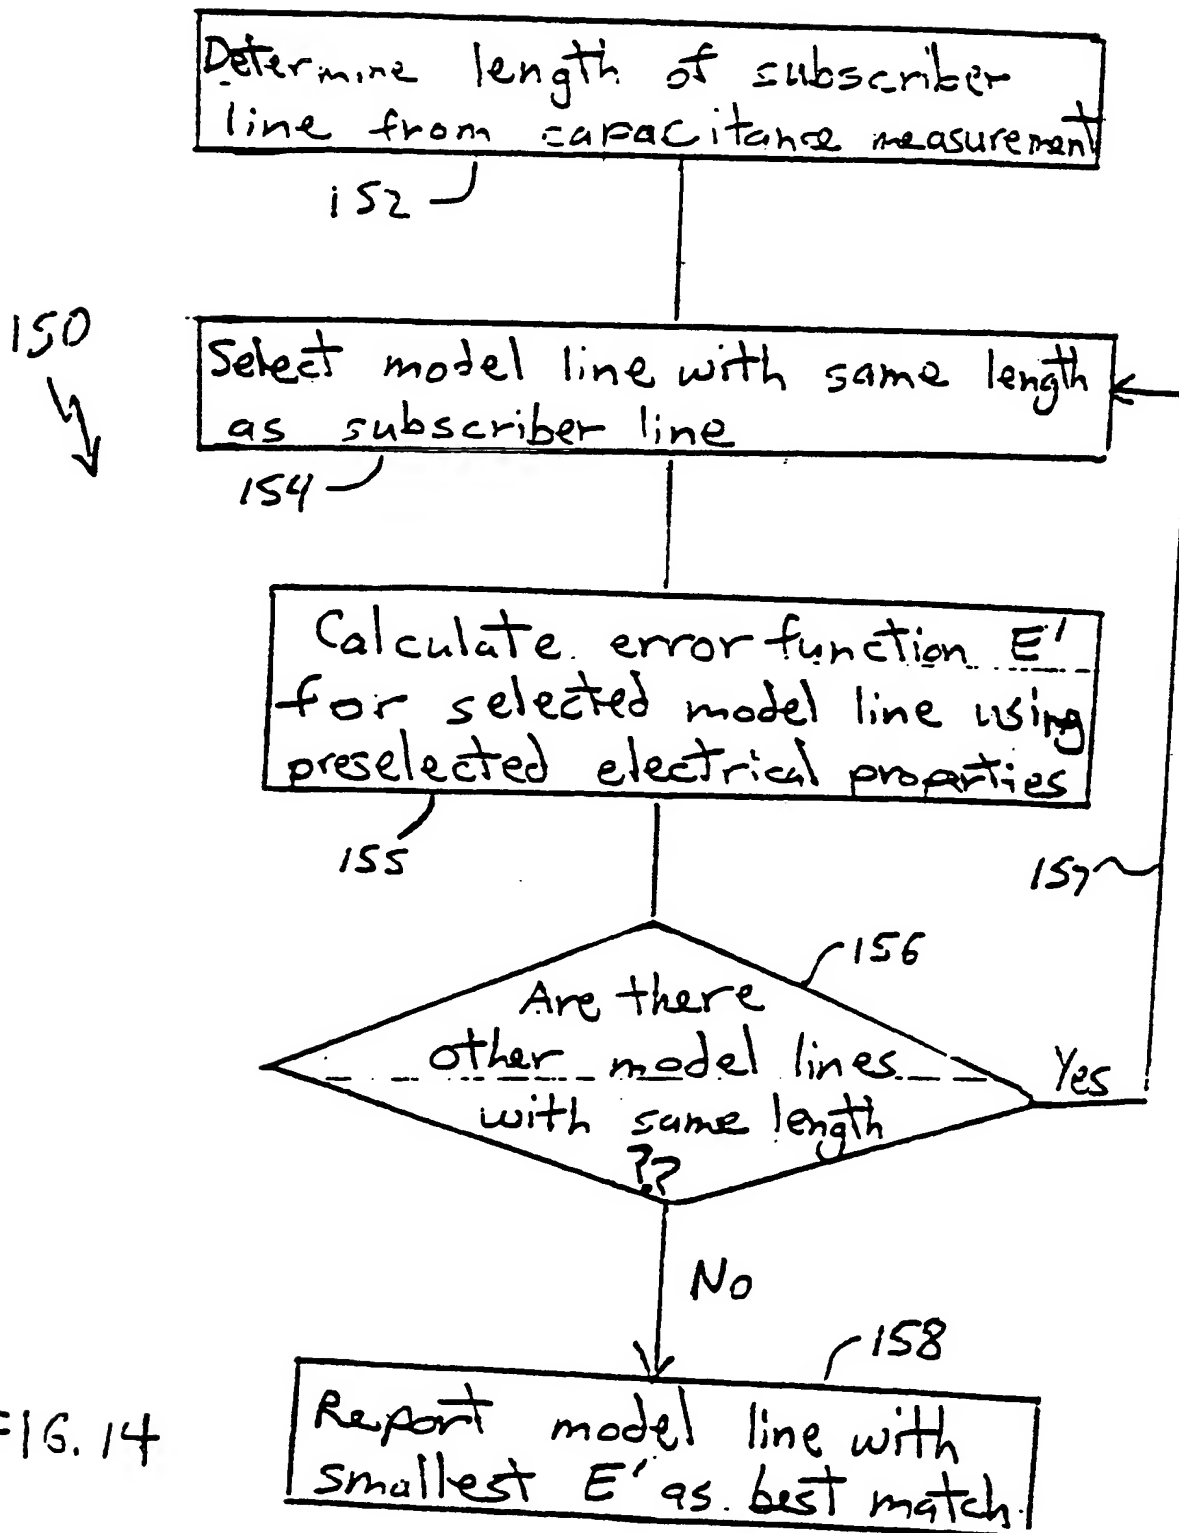 Determine length of subscriber
line from capacitance measurement
152
150
Select model line with same length
as subscriber line
154
Calculate error function E'
for selected model line using
preselected electrical properties
155
157
156
Are there
other model lines
with same length
??
Yes
No
158
Report model line with
smallest E' as best match.
FIG. 14